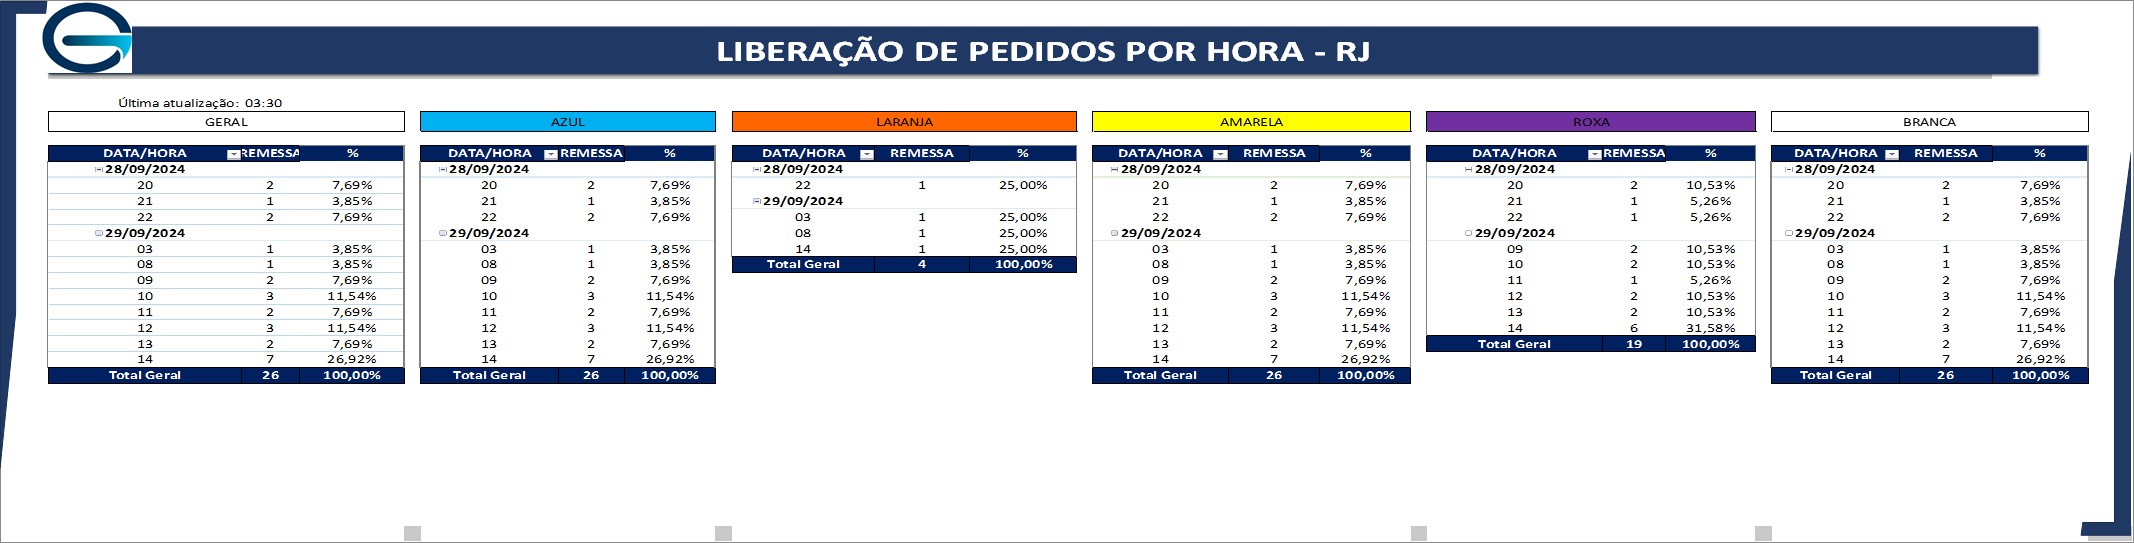 LIBERAÇÃO DE PEDIDOS POR HORA - RJ
Última atualização: 03:30
GERAL
DATA/HORA REMESSA %
28/09/2024
20 2 7,69%
21 1 3,85%
22 2 7,69%
29/09/2024
03 1 3,85%
08 1 3,85%
09 2 7,69%
10 3 11,54%
11 2 7,69%
12 3 11,54%
13 2 7,69%
14 7 26,92%
Total Geral 26 100,00%
AZUL
DATA/HORA REMESSA %
28/09/2024
20 2 7,69%
21 1 3,85%
22 2 7,69%
29/09/2024
03 1 3,85%
08 1 3,85%
09 2 7,69%
10 3 11,54%
11 2 7,69%
12 3 11,54%
13 2 7,69%
14 7 26,92%
Total Geral 26 100,00%
LARANJA
DATA/HORA REMESSA %
28/09/2024
22 1 25,00%
29/09/2024
03 1 25,00%
08 1 25,00%
14 1 25,00%
Total Geral 4 100,00%
AMARELA
DATA/HORA REMESSA %
28/09/2024
20 2 7,69%
21 1 3,85%
22 2 7,69%
29/09/2024
03 1 3,85%
08 1 3,85%
09 2 7,69%
10 3 11,54%
11 2 7,69%
12 3 11,54%
13 2 7,69%
14 7 26,92%
Total Geral 26 100,00%
ROXA
DATA/HORA REMESSA %
28/09/2024
20 2 10,53%
21 1 5,26%
22 1 5,26%
29/09/2024
09 2 10,53%
10 2 10,53%
11 1 5,26%
12 2 10,53%
13 2 10,53%
14 6 31,58%
Total Geral 19 100,00%
BRANCA
DATA/HORA REMESSA %
28/09/2024
20 2 7,69%
21 1 3,85%
22 2 7,69%
29/09/2024
03 1 3,85%
08 1 3,85%
09 2 7,69%
10 3 11,54%
11 2 7,69%
12 3 11,54%
13 2 7,69%
14 7 26,92%
Total Geral 26 100,00%